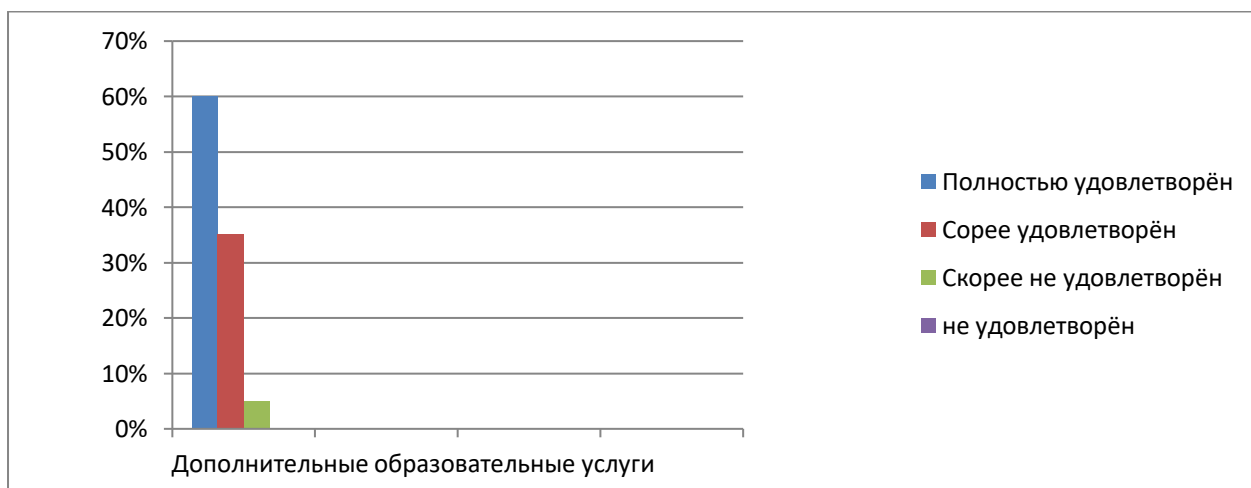 70%
60%
50%
40%
30%
20%
10%
0%
Дополнительные образовательные услуги
Полностью удовлетворён
Сорее удовлетворён
Скорее не удовлетворён
не удовлетворён